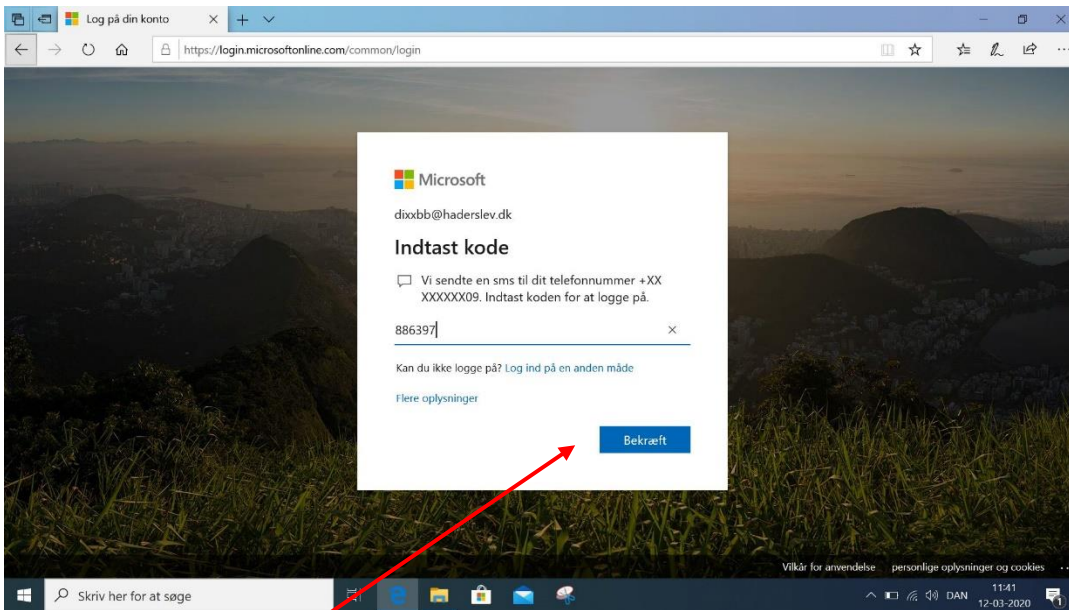 Log på din konto
https://login.microsoftonline.com/common/login
Microsoft
dixxbb@haderslev.dk
Indtast kode
Vi sendte en sms til dit telefonnummer +XX
XXXXXX09. Indtast koden for at logge på.
886397
Kan du ikke logge på? Log ind på en anden måde
Flere oplysninger
Bekræft
Vilkår for anvendelse personlige oplysninger og cookies
Skriv her for at søge
DAN
11:41
12-03-2020
1